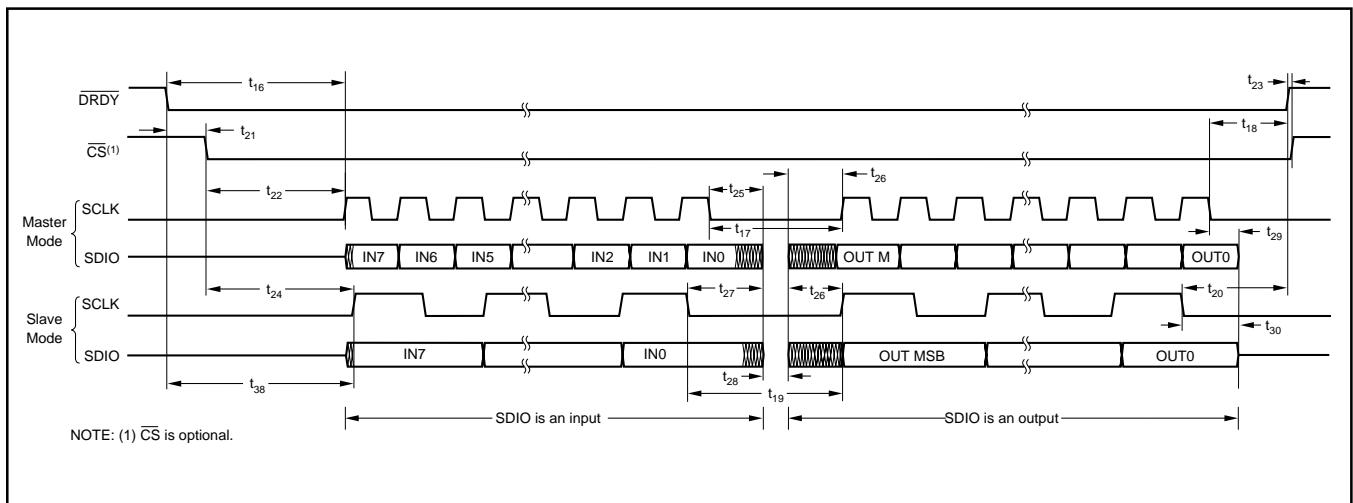 t16
t23
DRDY
t18
t21
CS(1)
t22
t25
t26
SCLK
Master Mode
t17
t29
SDIO
IN7 IN6 IN5 IN2 IN1 IN0 OUT M OUT0
t24
t27
t26
t20
SCLK
Slave Mode
t30
SDIO
IN7 IN0 OUT MSB OUT0
t38
t28
t19
SDIO is an input
SDIO is an output
NOTE: (1) CS is optional.